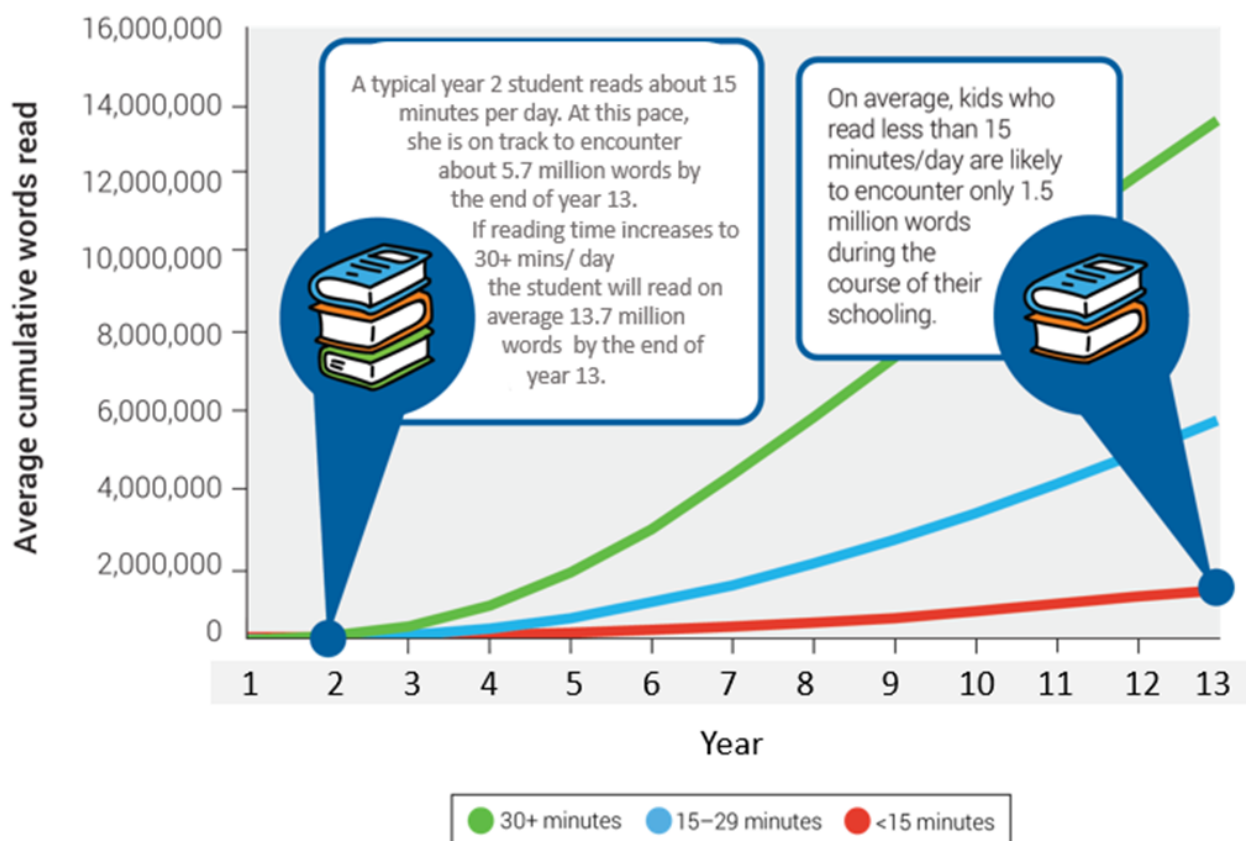 Average cumulative words read
16,000,000
14,000,000
12,000,000
10,000,000
8,000,000
6,000,000
4,000,000
2,000,000
0
A typical year 2 student reads about 15
minutes per day. At this pace,
she is on track to encounter
about 5.7 million words by
the end of year 13.
If reading time increases to
30+ mins/ day
the student will read on
average 13.7 million
words by the end of
year 13.
On average, kids who
read less than 15
minutes/day are likely
to encounter only 1.5
million words
during the
course of their
schooling.
1 2 3 4 5 6 7 8 9 10 11 12 13
Year
30+ minutes 15–29 minutes <15 minutes